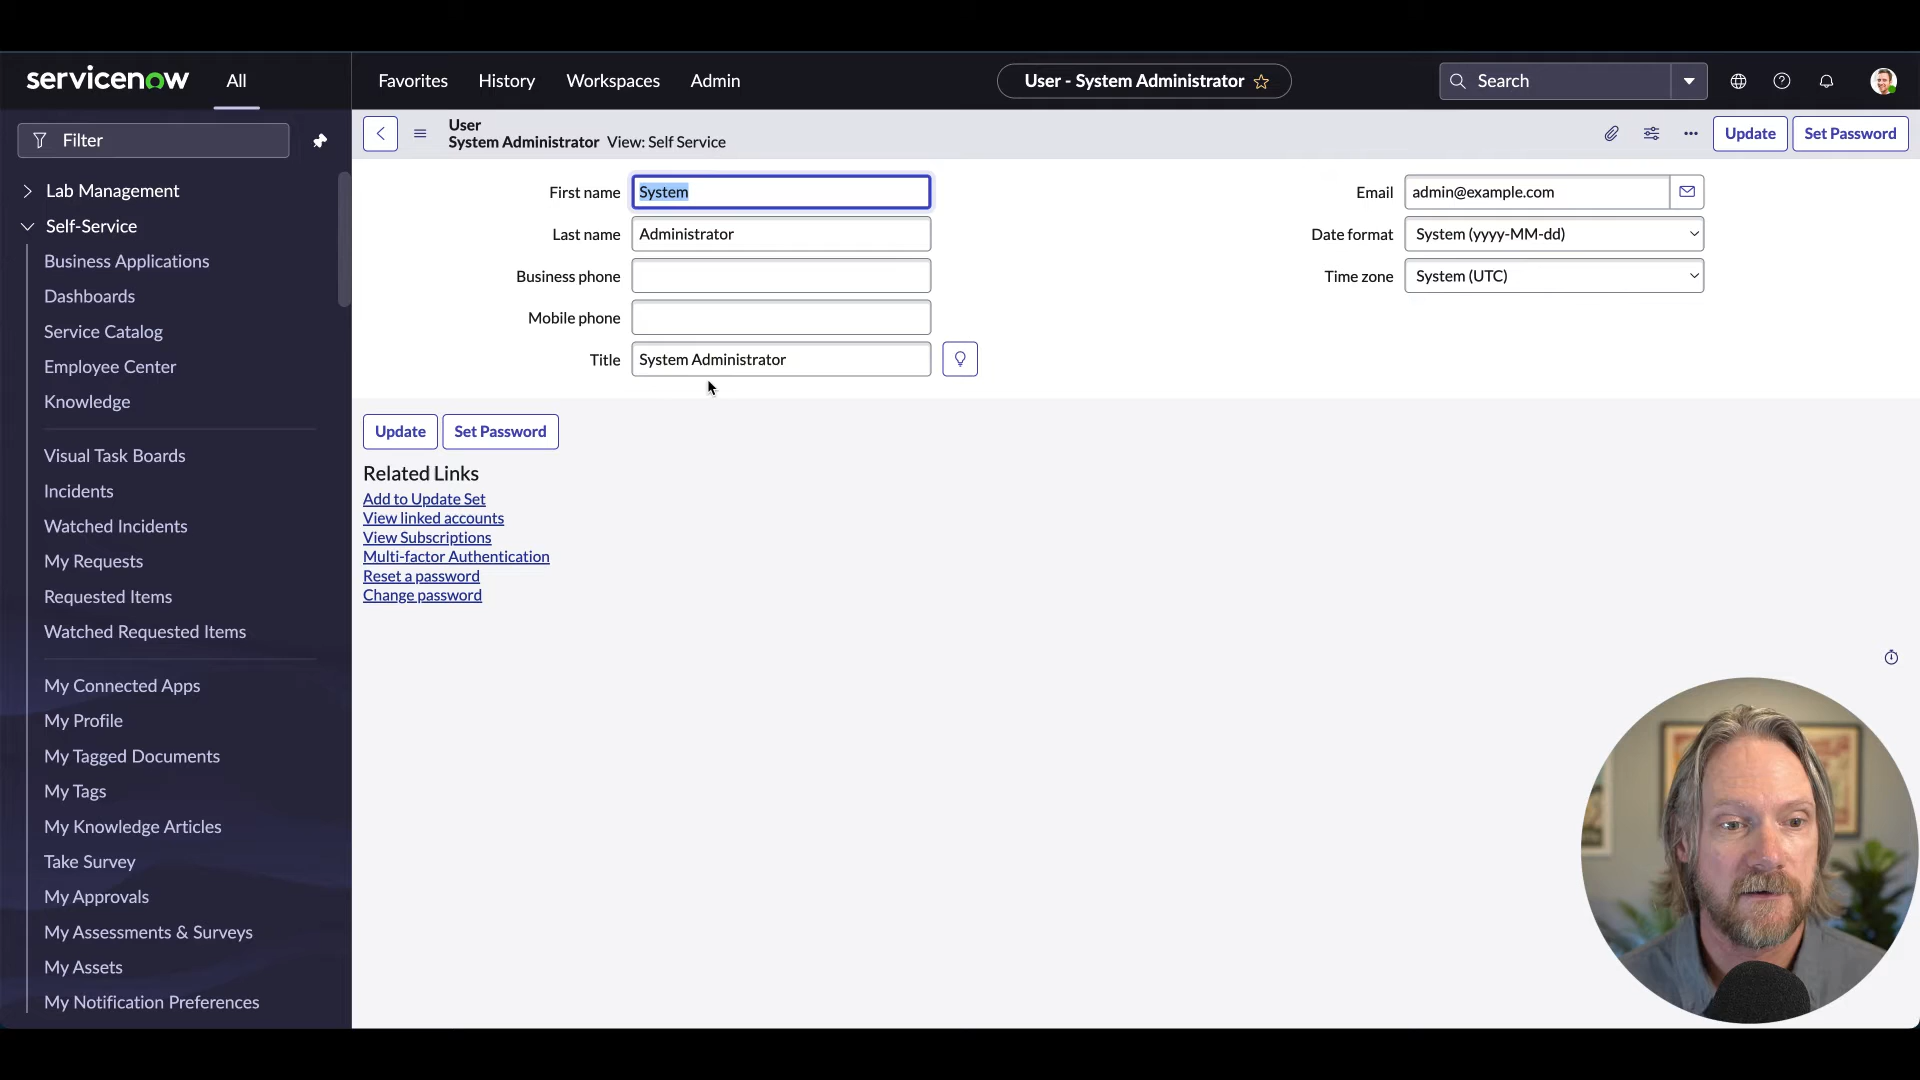 servicenow
All
Favorites
History
Workspaces
Admin
User - System Administrator
Search
Filter
User
System Administrator View: Self Service
Update
Set Password
Lab Management
Self-Service
Business Applications
Dashboards
Service Catalog
Employee Center
Knowledge
Visual Task Boards
Incidents
Watched Incidents
My Requests
Requested Items
Watched Requested Items
My Connected Apps
My Profile
My Tagged Documents
My Tags
My Knowledge Articles
Take Survey
My Approvals
My Assessments & Surveys
My Assets
My Notification Preferences
First name System
Last name Administrator
Business phone
Mobile phone
Title System Administrator
Email admin@example.com
Date format System (yyyy-MM-dd)
Time zone System (UTC)
Update
Set Password
Related Links
Add to Update Set
View linked accounts
View Subscriptions
Multi-factor Authentication
Reset a password
Change password